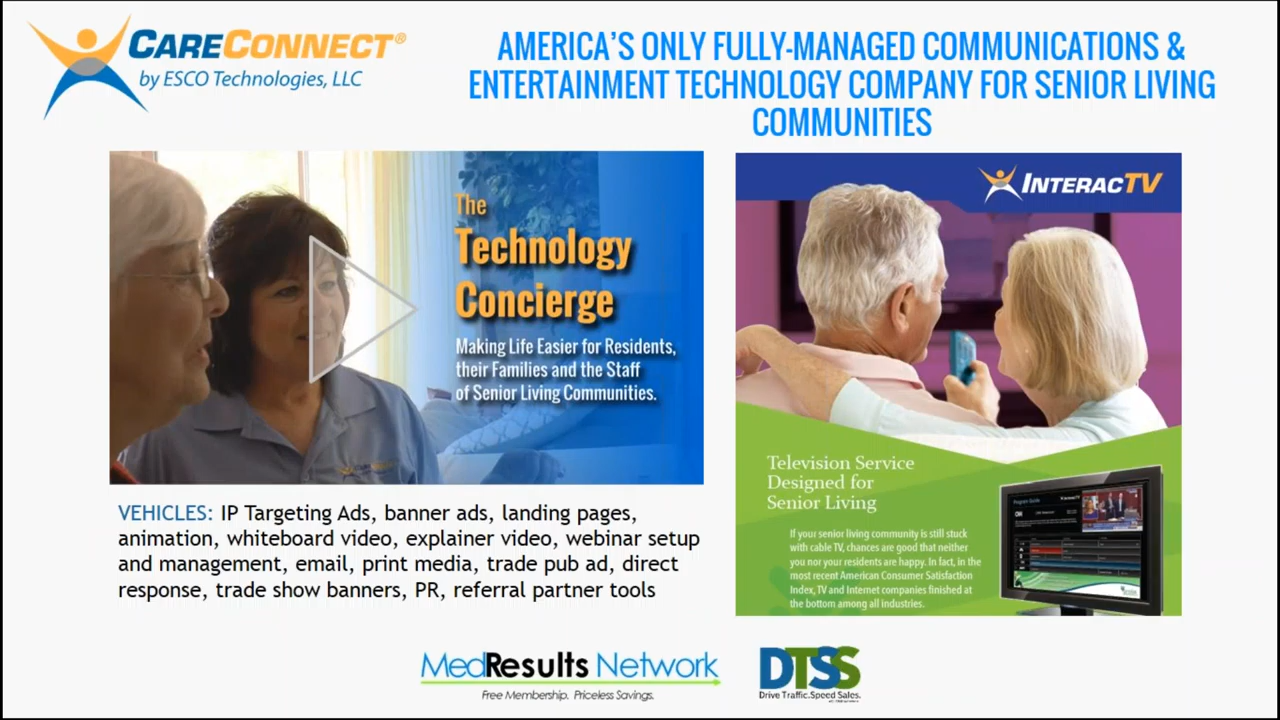 CARECONNECT®
by ESCO Technologies, LLC
AMERICA'S ONLY FULLY-MANAGED COMMUNICATIONS &
ENTERTAINMENT TECHNOLOGY COMPANY FOR SENIOR LIVING
COMMUNITIES
The
Technology
Concierge
Making Life Easier for Residents,
their Families and the Staff
of Senior Living Communities.
INTERACTV
Television Service
Designed for
Senior Living
If your senior living community is still stuck
with cable TV, chances are good that neither
you nor your residents are happy. In fact, in the
most recent American Consumer Satisfaction
Index, TV and Internet companies finished at
the bottom among all industries.
Program Guide
VEHICLES: IP Targeting Ads, banner ads, landing pages,
animation, whiteboard video, explainer video, webinar setup
and management, email, print media, trade pub ad, direct
response, trade show banners, PR, referral partner tools
MedResults Network
Free Membership. Priceless Savings.
DTSS
Drive Traffic.Speed Sales.